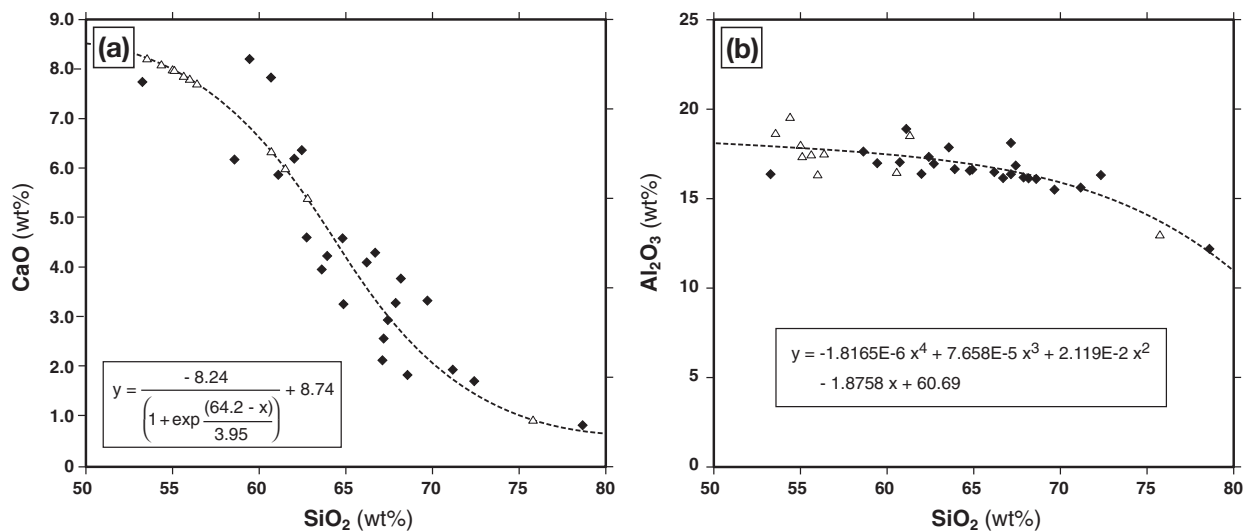 (a)
9.0
8.0
7.0
6.0
5.0
4.0
3.0
2.0
1.0
0
CaO (wt%)
y = - 8.24 / (1 + exp (64.2 - x) / 3.95) + 8.74
50 55 60 65 70 75 80
SiO₂ (wt%)
(b)
25
20
15
10
5
0
Al₂O₃ (wt%)
y = -1.8165E-6 x⁴ + 7.658E-5 x³ + 2.119E-2 x²
- 1.8758 x + 60.69
50 55 60 65 70 75 80
SiO₂ (wt%)